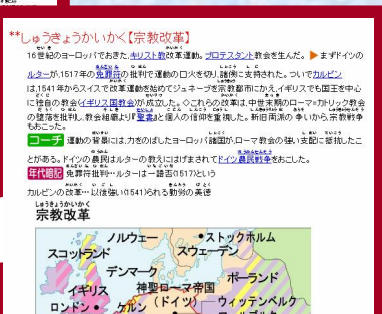 **しゅうきょうかいかく【宗教改革】
16世紀のヨーロッパでおきた,キリスト教改革運動。プロテスタント教会を生んだ。▶まずドイツの
ルターが,1517年の免罪符の批判で運動の口火を切り,諸侯に支持された。ついでカルビン
は,1541年からスイスで改革運動を始めてジュネーブを宗教都市にかえ,イギリスでも国王を中心
に独自の教会(イギリス国教会)が成立した。◇これらの改革は,中世末期のローマ=カトリック教会
の堕落を批判し,教会組織より『聖書』と個人の信仰を重視した。新旧両派の争いから,宗教戦争
もおこった。
コーチ 運動の背景には,力をのばしたヨーロッパ諸国が,ローマ教会の強い支配に抵抗したこ
とがある。ドイツの農民はルターの教えにはげまされてドイツ農民戦争をおこした。
年代暗記 免罪符批判…ルターは一語否(1517)という
カルビンの改革…以後強い(1541)られる勤労の美徳
しゅうきょうかいかく
宗教改革
ノルウェー
ストックホルム
スコットランド
スウェーデン
デンマーク
ポーランド
イギリス
神聖ローマ帝国
(ドイツ)
ロンドン
ケルン
ウィッテンベルク